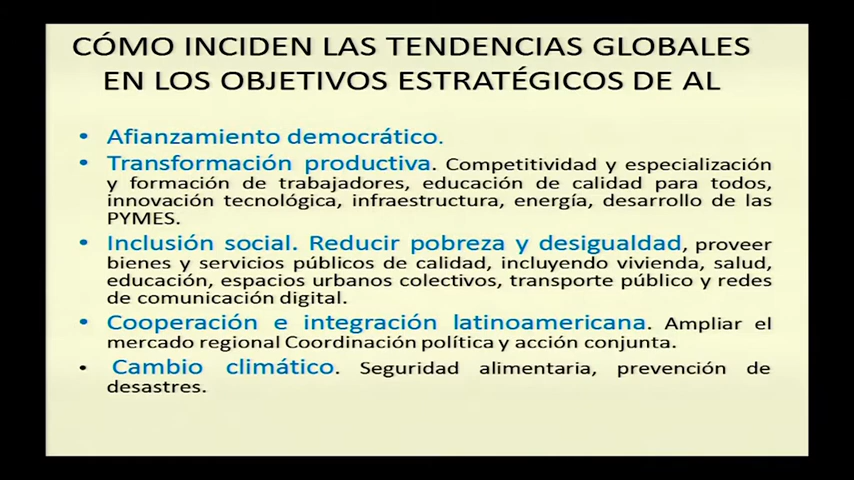 CÓMO INCIDEN LAS TENDENCIAS GLOBALES
EN LOS OBJETIVOS ESTRATÉGICOS DE AL
• Afianzamiento democrático.
• Transformación productiva. Competitividad y especialización
y formación de trabajadores, educación de calidad para todos,
innovación tecnológica, infraestructura, energía, desarrollo de las
PYMES.
• Inclusión social. Reducir pobreza y desigualdad, proveer
bienes y servicios públicos de calidad, incluyendo vivienda, salud,
educación, espacios urbanos colectivos, transporte público y redes
de comunicación digital.
• Cooperación e integración latinoamericana. Ampliar el
mercado regional Coordinación política y acción conjunta.
• Cambio climático. Seguridad alimentaria, prevención de
desastres.